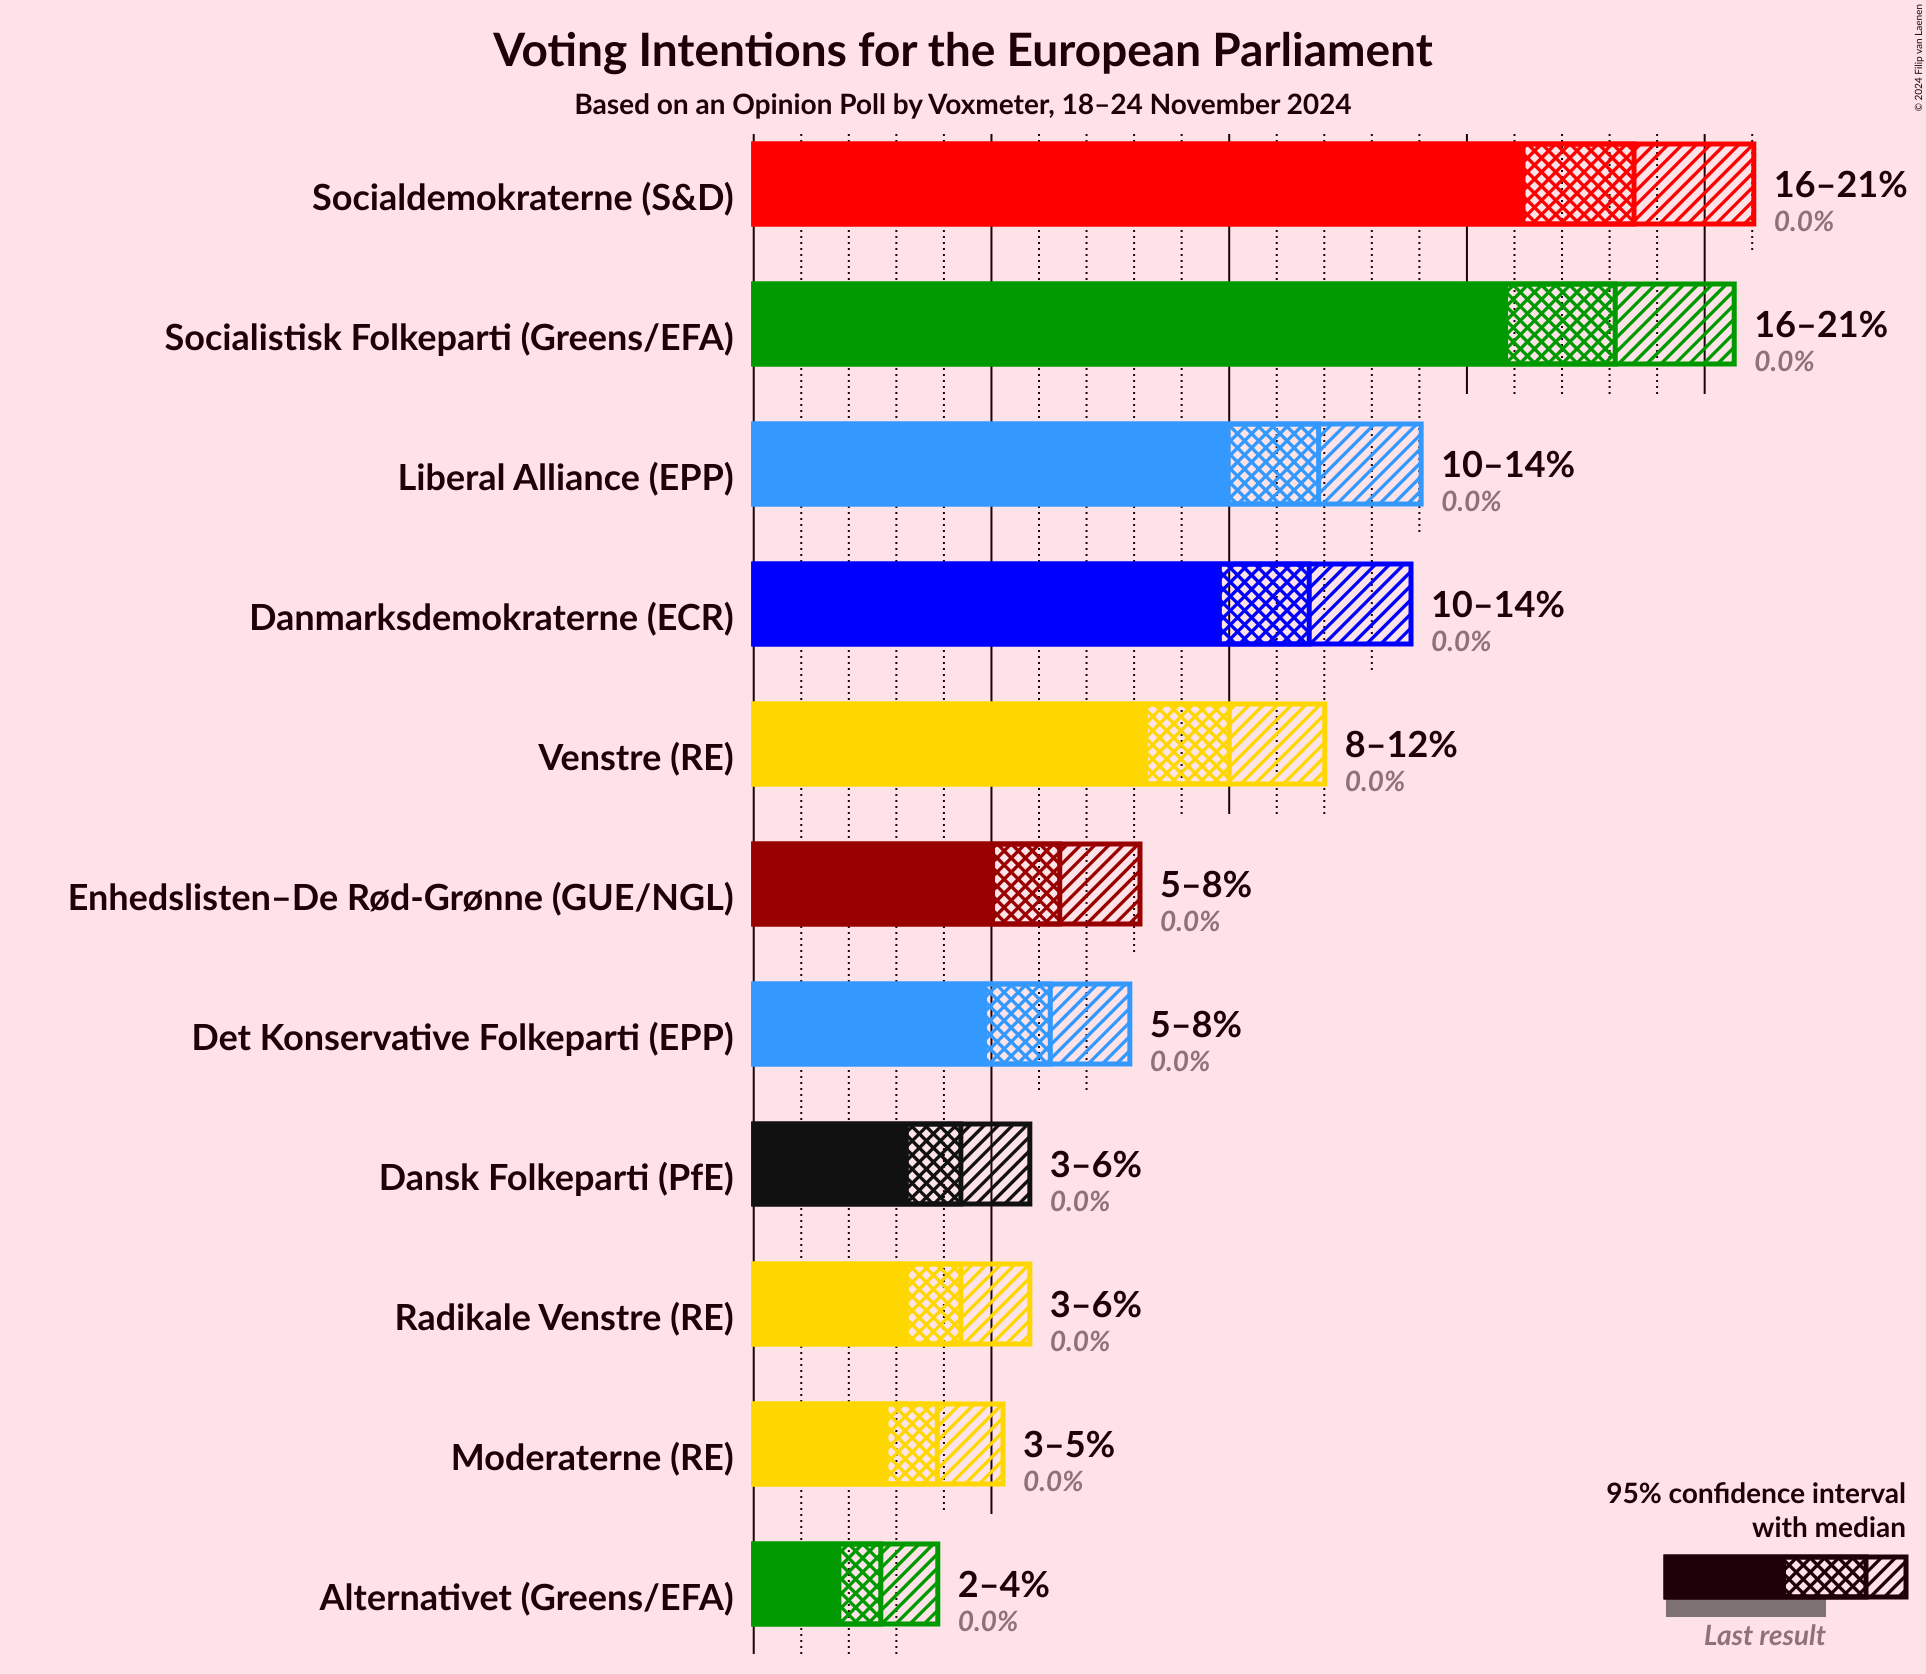 Voting Intentions for the European Parliament
Based on an Opinion Poll by Voxmeter, 18–24 November 2024
© 2024 Filip van Laenen
Socialdemokraterne (S&D)
16–21%
0.0%
Socialistisk Folkeparti (Greens/EFA)
16–21%
0.0%
Liberal Alliance (EPP)
10–14%
0.0%
Danmarksdemokraterne (ECR)
10–14%
0.0%
Venstre (RE)
8–12%
0.0%
Enhedslisten–De Rød-Grønne (GUE/NGL)
5–8%
0.0%
Det Konservative Folkeparti (EPP)
5–8%
0.0%
Dansk Folkeparti (PfE)
3–6%
0.0%
Radikale Venstre (RE)
3–6%
0.0%
Moderaterne (RE)
3–5%
0.0%
Alternativet (Greens/EFA)
2–4%
0.0%
95% confidence interval
with median
Last result